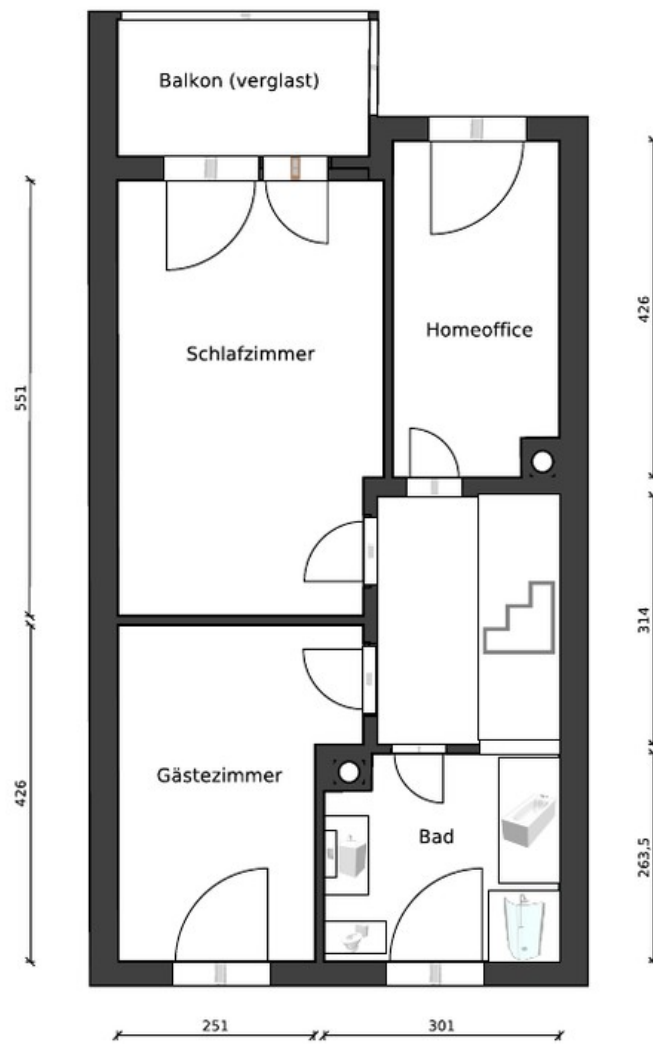 Balkon (verglast)
Schlafzimmer
Homeoffice
Gästezimmer
Bad
551
426
426
314
263,5
251
301